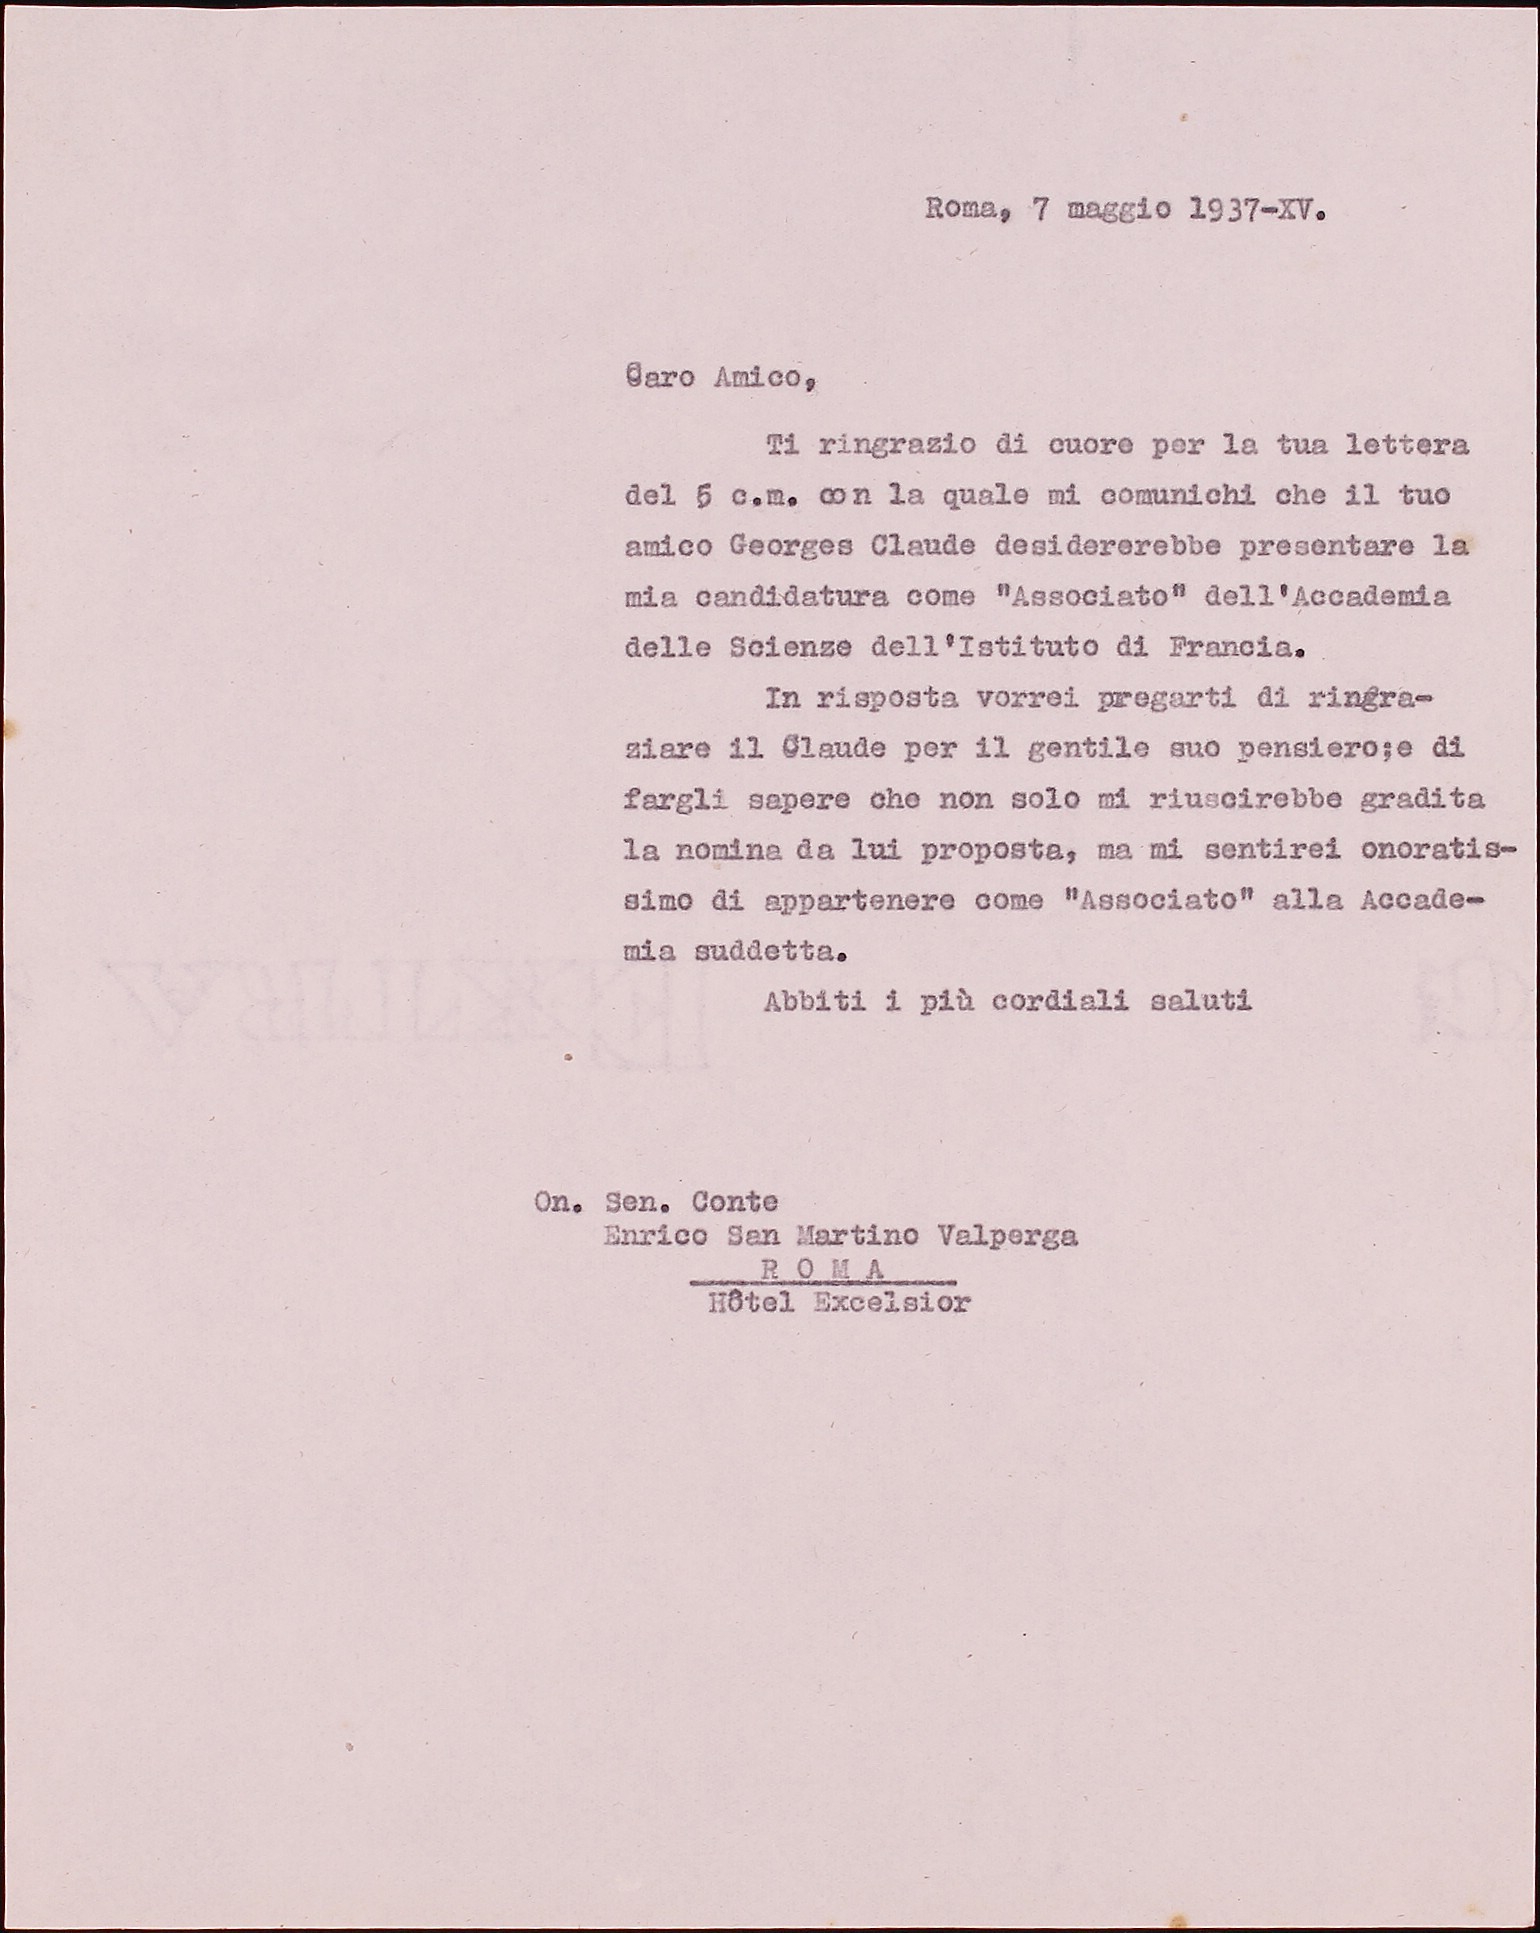 Roma, 7 maggio 1937-XV.
Caro Amico,
Ti ringrazio di cuore per la tua lettera
del 5 c.m. con la quale mi comunichi che il tuo
amico Georges Claude desidererebbe presentare la
mia candidatura come "Associato" dell'Accademia
delle Scienze dell'Istituto di Francia.
In risposta vorrei pregarti di ringra-
ziare il Claude per il gentile suo pensiero;e di
fargli sapere che non solo mi riuscirebbe gradita
la nomina da lui proposta, ma mi sentirei onoratis-
simo di appartenere come "Associato" alla Accade-
mia suddetta.
Abbiti i più cordiali saluti
On. Sen. Conte
Enrico San Martino Valperga
R O M A
Hôtel Excelsior